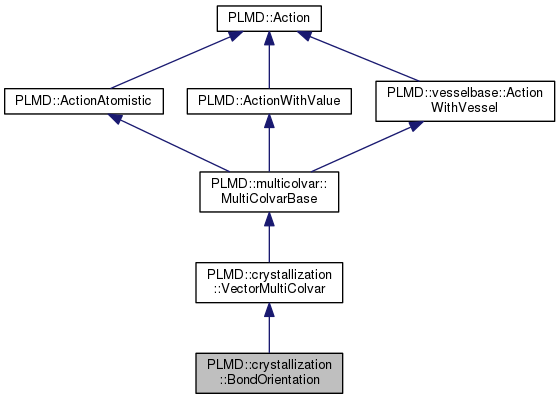 PLMD::Action
PLMD::ActionAtomistic
PLMD::ActionWithValue
PLMD::vesselbase::Action
WithVessel
PLMD::multicolvar::
MultiColvarBase
PLMD::crystallization
::VectorMultiColvar
PLMD::crystallization
::BondOrientation